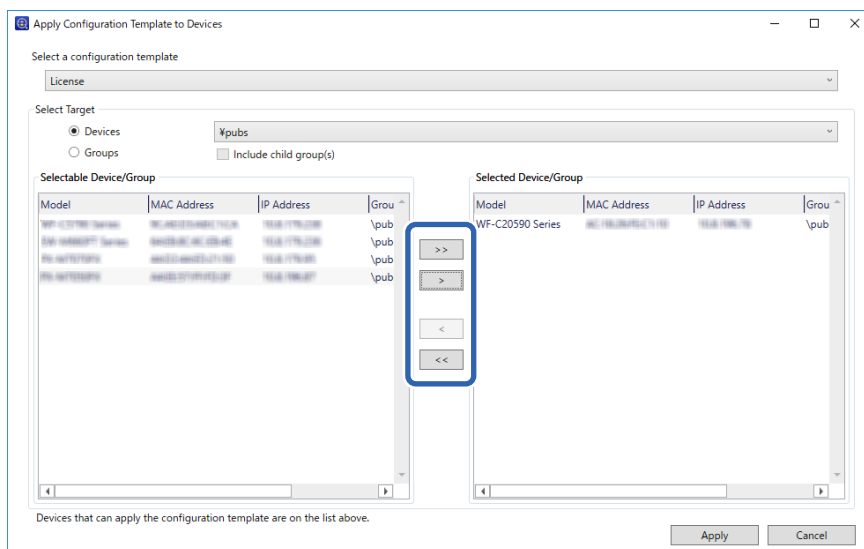 Apply Configuration Template to Devices
Select a configuration template
License
Select Target
Devices
¥pubs
Groups
Include child group(s)
Selectable Device/Group
Selected Device/Group
Model MAC Address IP Address Grou
Model MAC Address IP Address Grou
\pub
WF-C20590 Series \pub
\pub
\pub
\pub
>>
>
<
<<
Devices that can apply the configuration template are on the list above.
Apply Cancel